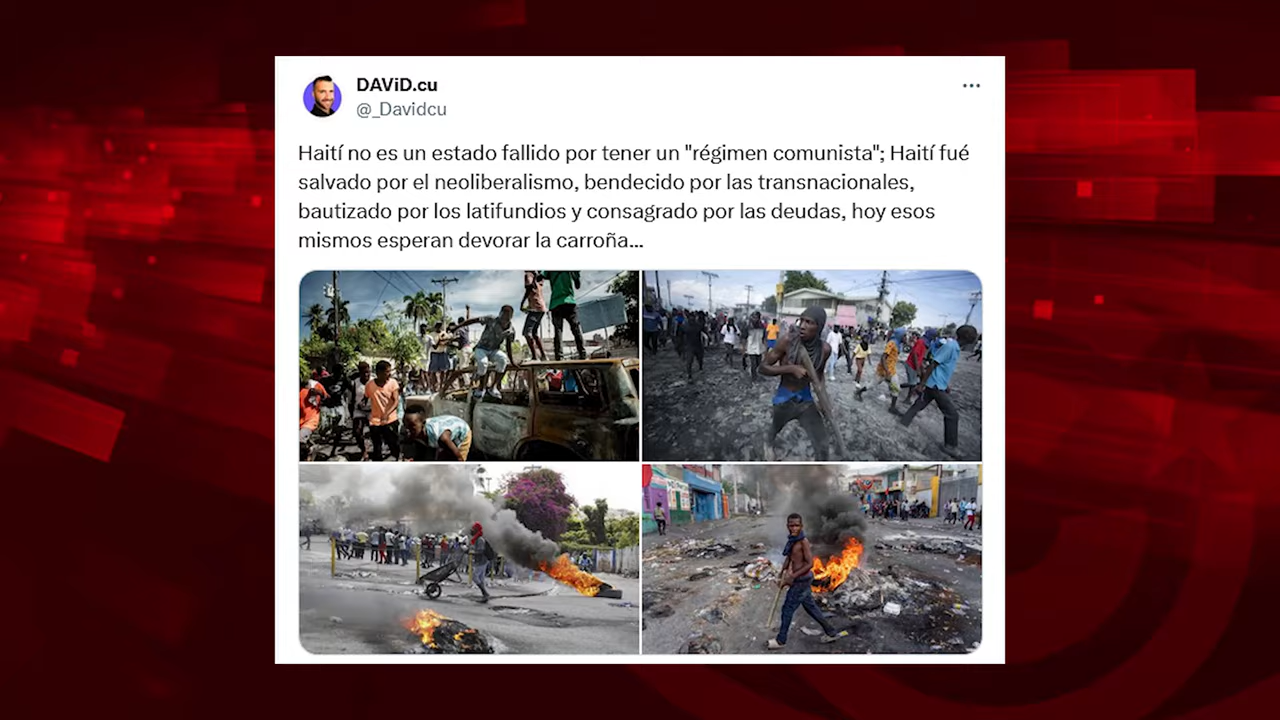 DAViD.cu
@_Davidcu
Haití no es un estado fallido por tener un "régimen comunista"; Haití fué
salvado por el neoliberalismo, bendecido por las transnacionales,
bautizado por los latifundios y consagrado por las deudas, hoy esos
mismos esperan devorar la carroña...